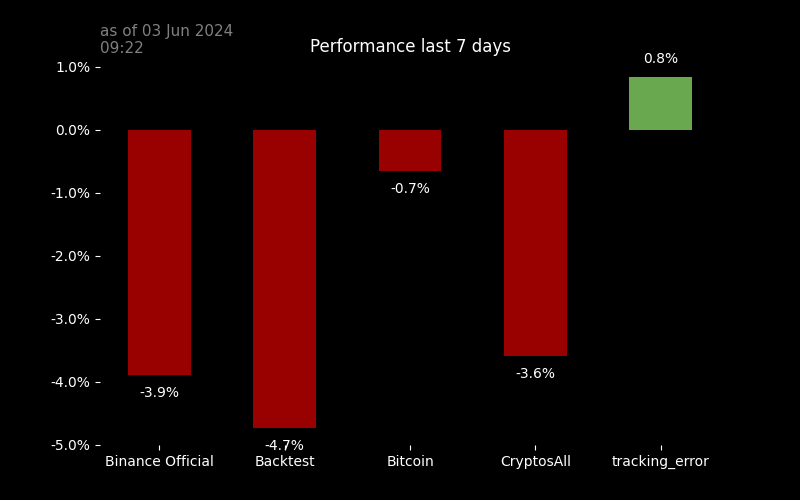 as of 03 Jun 2024
09:22
Performance last 7 days
1.0%
0.0%
-1.0%
-2.0%
-3.0%
-4.0%
-5.0%
0.8%
-0.7%
-3.6%
-3.9%
-4.7%
Binance Official
Backtest
Bitcoin
CryptosAll
tracking_error